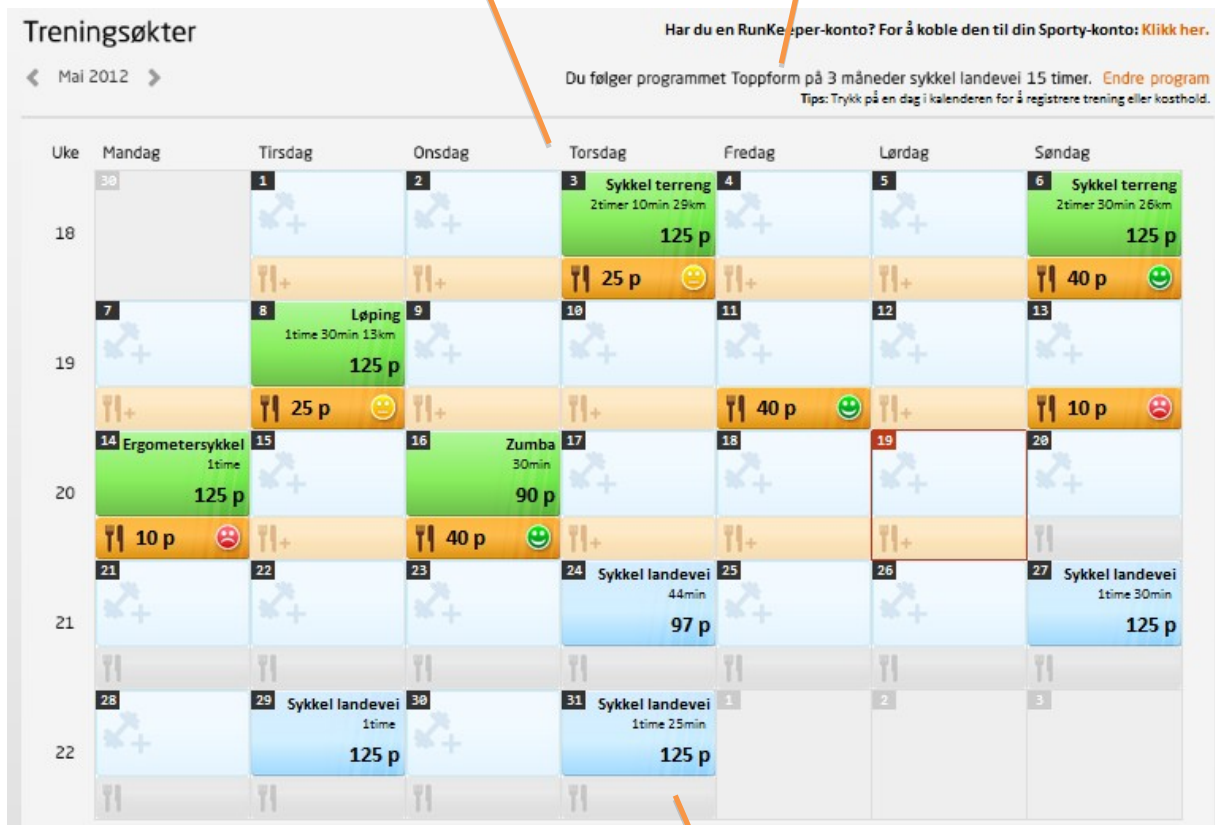 Treningsøkter
Har du en RunKeeper-konto? For å koble den til din Sporty-konto: Klikk her.
Mai 2012
Du følger programmet Toppform på 3 måneder sykkel landevei 15 timer. Endre program
Tips: Trykk på en dag i kalenderen for å registrere trening eller kosthold.
Uke Mandag Tirsdag Onsdag Torsdag Fredag Lørdag Søndag
30 1 2 3 Sykkel terreng 4 5 6 Sykkel terreng
2timer 10min 29km 2timer 30min 26km
18 125 p 125 p
25 p 40 p
7 8 Løping 9 10 11 12 13
1time 30min 13km
19 125 p
25 p 40 p 10 p
14 Ergometersykkel 15 16 Zumba 17 18 19 20
1time 30min
20 125 p 90 p
10 p 40 p
21 22 23 24 Sykkel landevei 25 26 27 Sykkel landevei
44min 1time 30min
21 97 p 125 p
28 29 Sykkel landevei 30 31 Sykkel landevei 1 2 3
1time 1time 25min
22 125 p 125 p